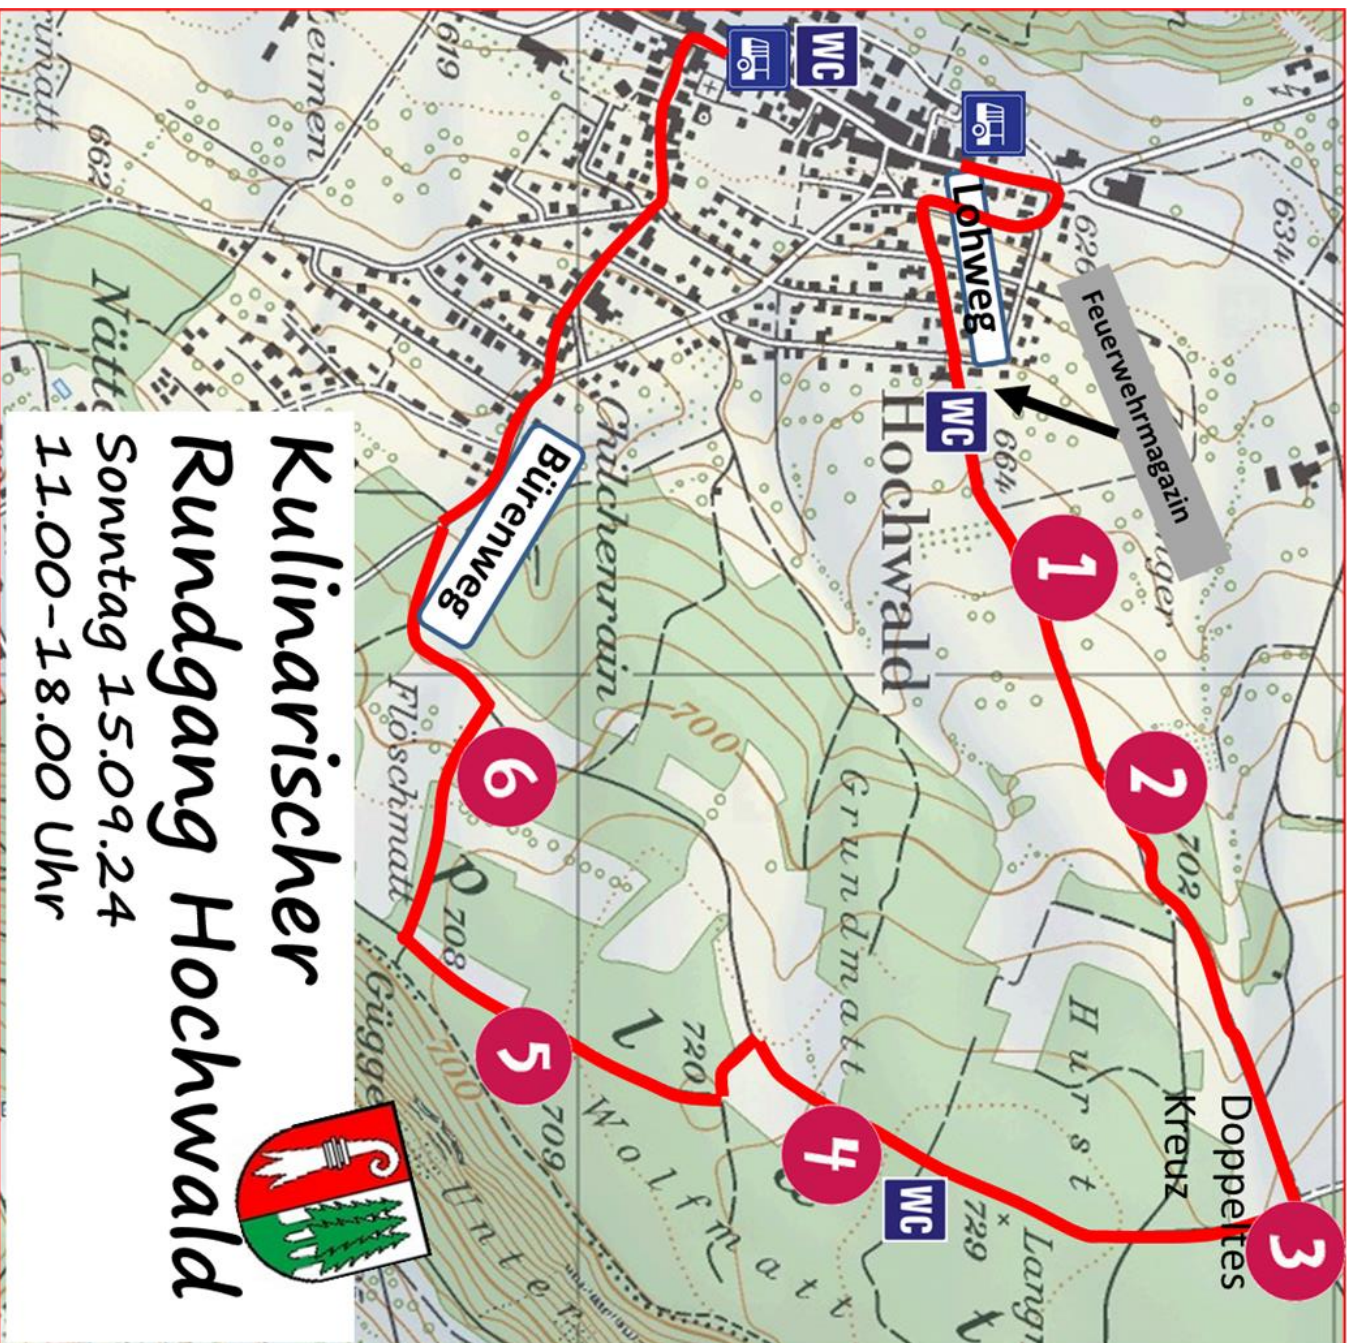 Kulinarischer
Rundgang Hochwald
Sonntag 15.09.24
11.00-18.00 Uhr
WC
Lohweg
Feuerwehrmagazin
WC
1
2
Doppeltes
Kreuz
3
WC
4
5
6
Bürenweg
Hochwald
Chilchenrain
Grundmatt
Hurst
Wolfmatt
Flöschmatt
626
634
664
702
700
729
720
709
708
700
619
662